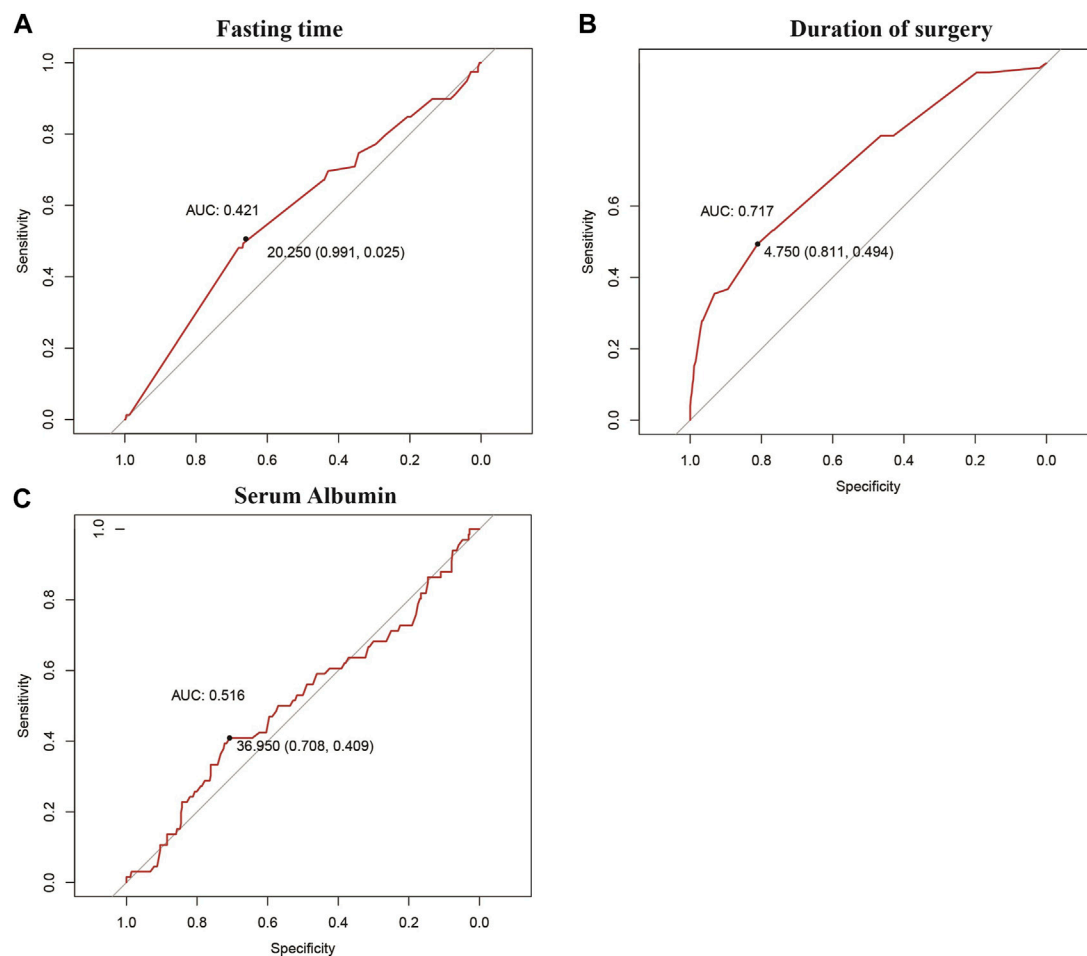 A
Fasting time
Sensitivity
1.0
0.8
0.6
0.4
0.2
0.0
AUC: 0.421
20.250 (0.991, 0.025)
1.0 0.8 0.6 0.4 0.2 0.0
B
Duration of surgery
Sensitivity
0.6
0.4
0.2
0.0
AUC: 0.717
4.750 (0.811, 0.494)
1.0 0.8 0.6 0.4 0.2 0.0
Specificity
C
Serum Albumin
Sensitivity
1.0
0.8
0.6
0.4
0.2
0.0
AUC: 0.516
36.950 (0.708, 0.409)
1.0 0.8 0.6 0.4 0.2 0.0
Specificity